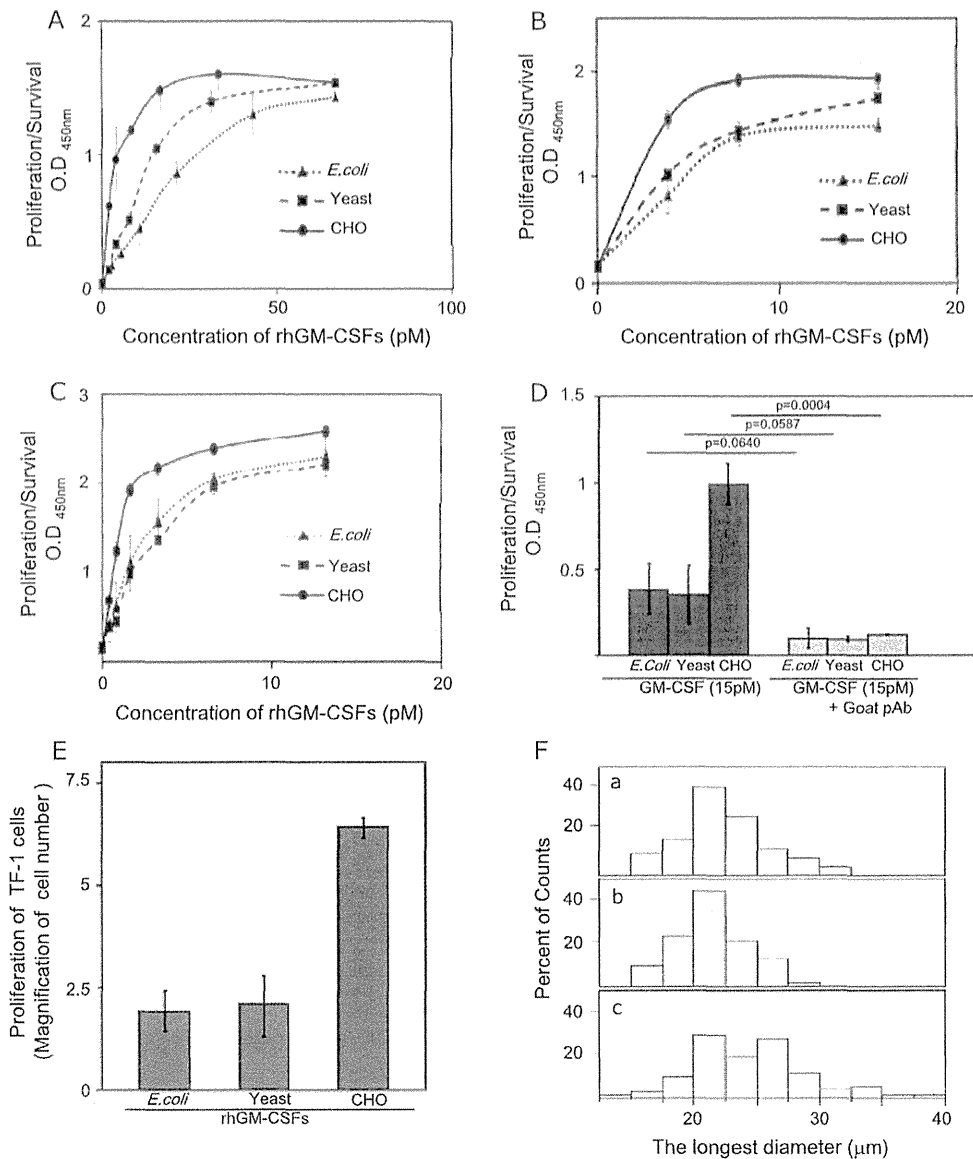 A
Proliferation/Survival
O.D 450nm
2
1
0
E.coli
Yeast
CHO
0
50
100
Concentration of rhGM-CSFs (pM)
B
Proliferation/Survival
O.D 450nm
2
1
0
E.coli
Yeast
CHO
0
10
20
Concentration of rhGM-CSFs (pM)
C
Proliferation/Survival
O.D 450nm
3
2
1
E.coli
Yeast
CHO
0
10
20
Concentration of rhGM-CSFs (pM)
D
Proliferation/Survival
O.D 450nm
1.5
1
0.5
p=0.0004
p=0.0587
p=0.0640
E.Coli Yeast CHO
GM-CSF (15pM)
E.coli Yeast CHO
GM-CSF (15pM)
+ Goat pAb
E
Proliferation of TF-1 cells
(Magnification of cell number )
7.5
5
2.5
0
E.coli
Yeast
CHO
rhGM-CSFs
F
Percent of Counts
a
40
20
b
40
20
c
40
20
20
30
40
The longest diameter (μm)